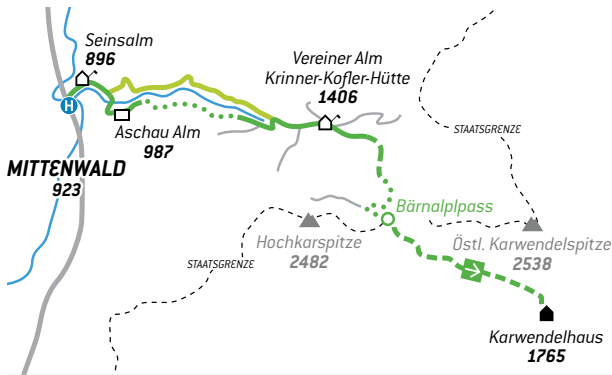 Seinsalm
896
Vereiner Alm
Krinner-Kofler-Hütte
1406
H
Aschau Alm
987
STAATSGRENZE
MITTENWALD
923
Bärnalplpass
Hochkarspitze
2482
Östl. Karwendelspitze
2538
STAATSGRENZE
Karwendelhaus
1765